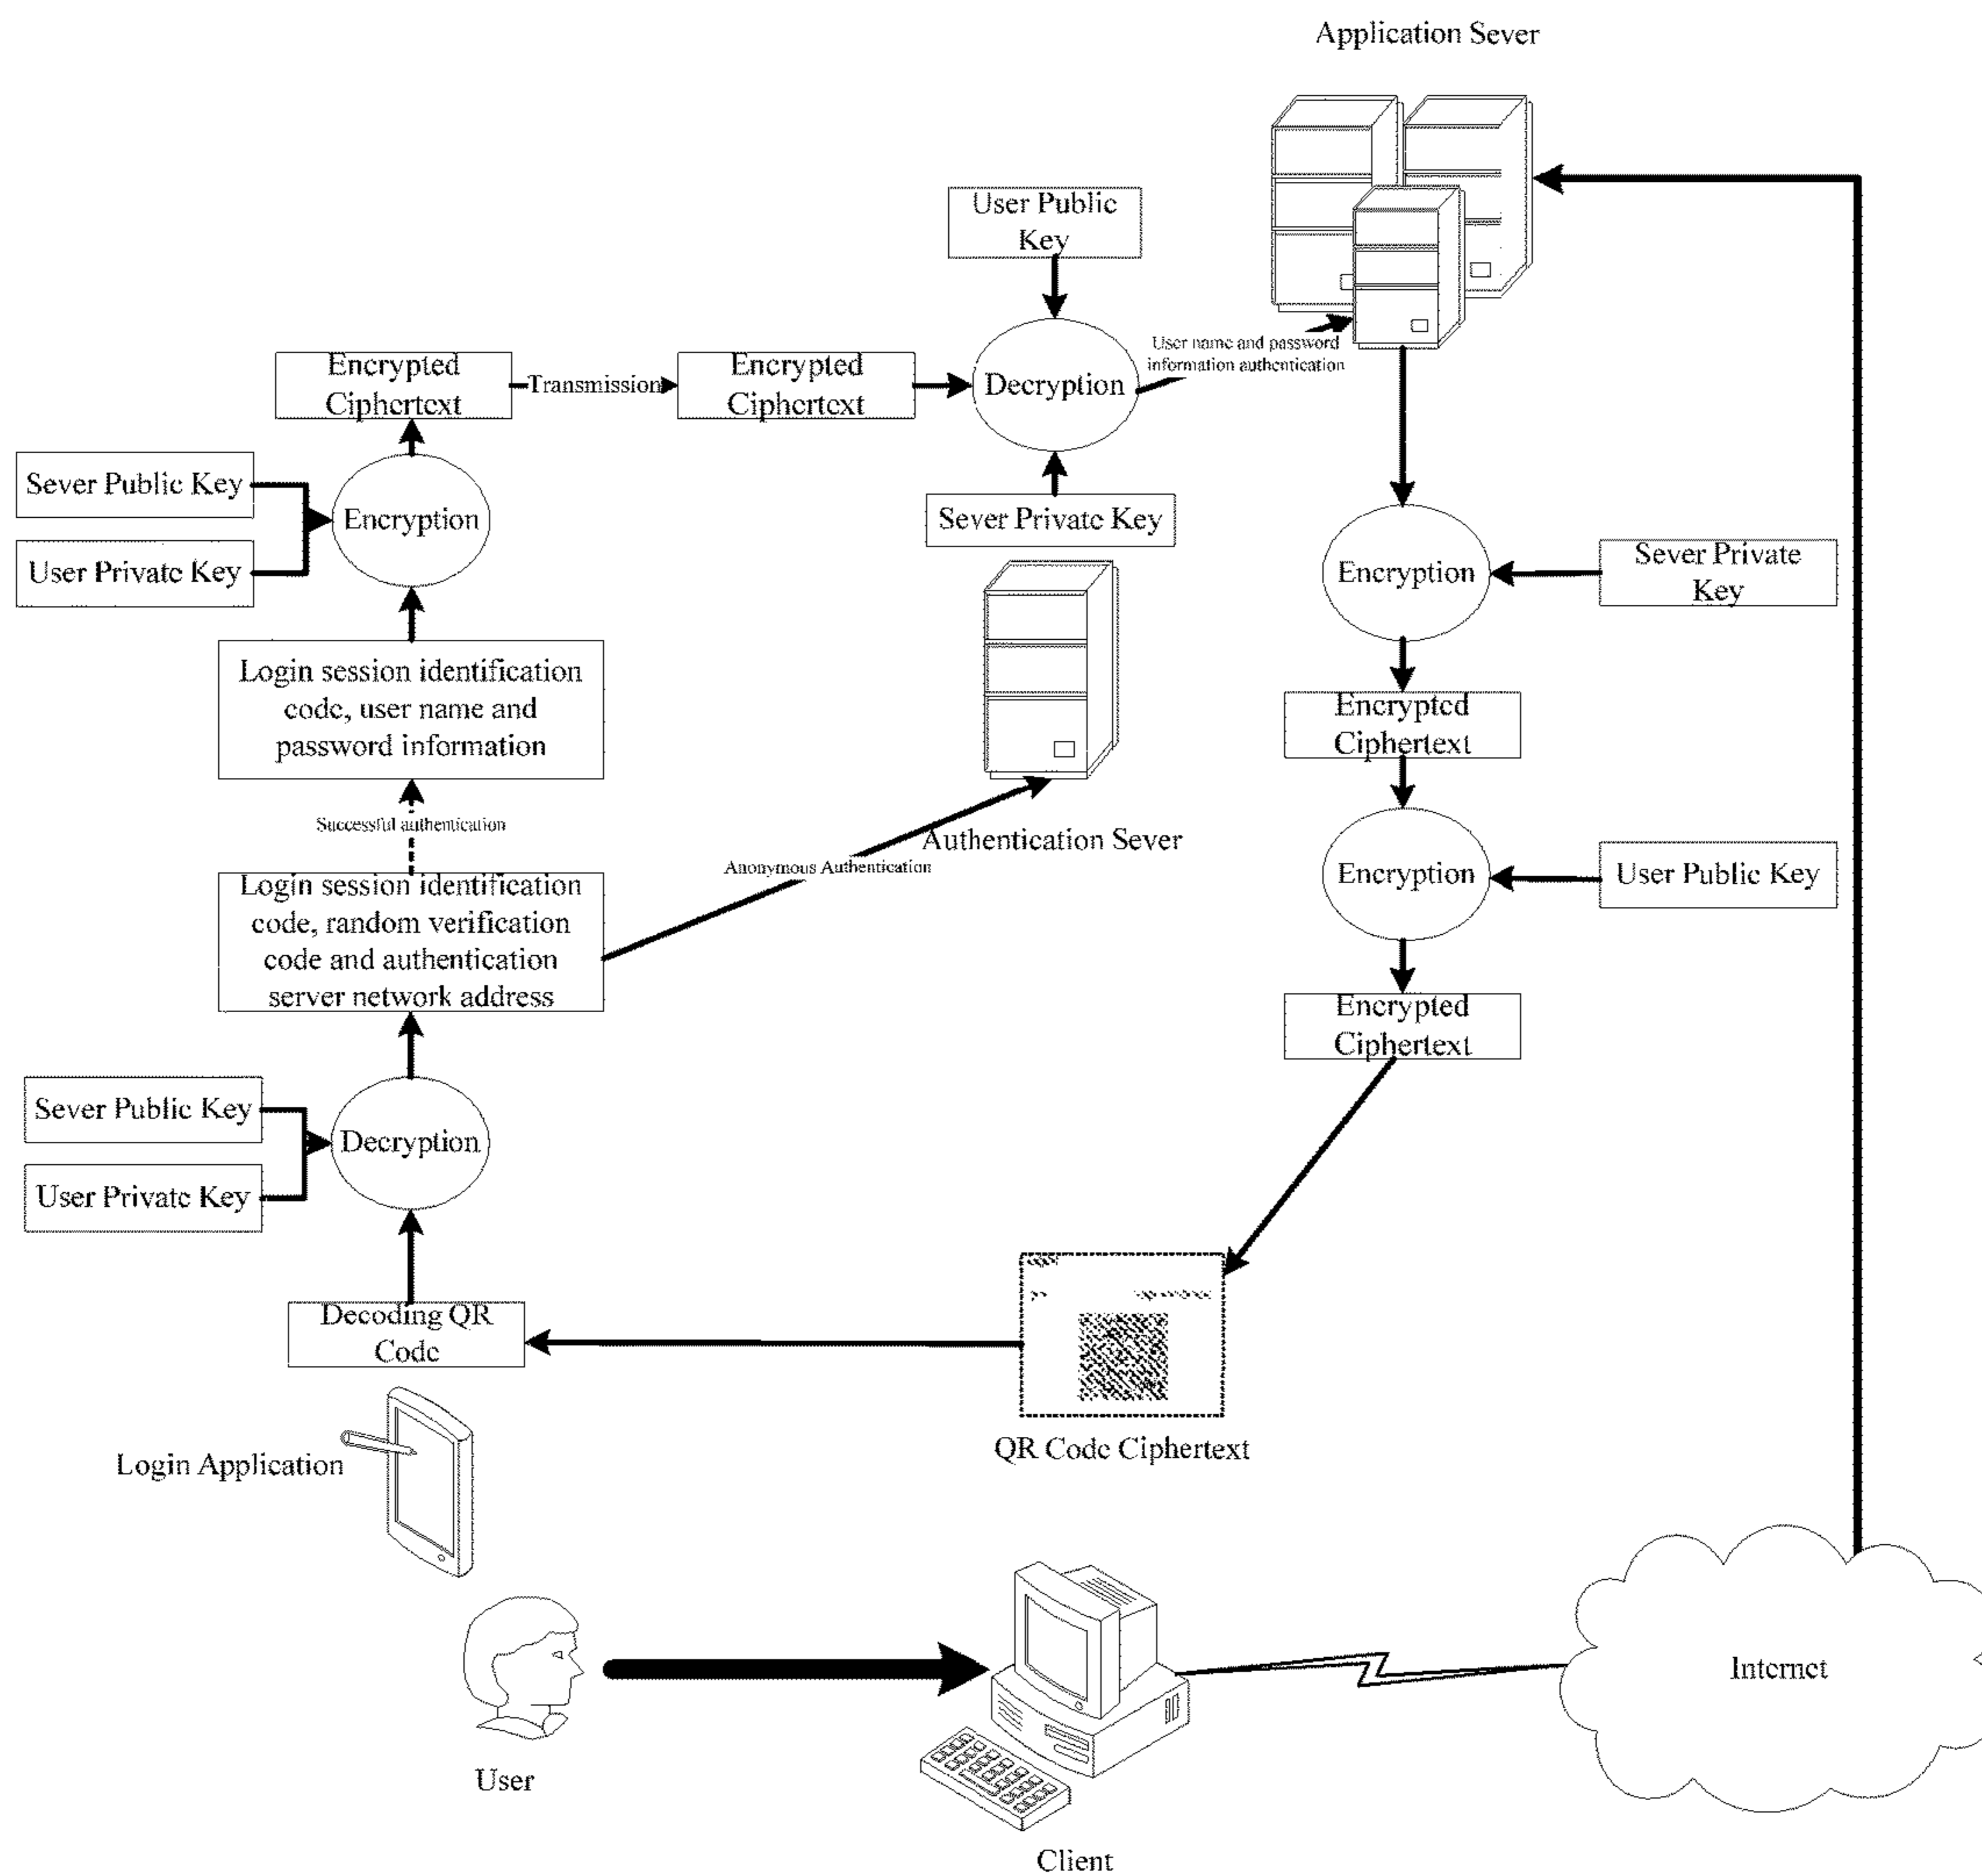 Application Sever
User Public
Key
User name and password
information authentication
Encrypted
Ciphertext
Transmission
Encrypted
Ciphertext
Decryption
Sever Public Key
Encryption
User Private Key
Sever Private Key
Encryption
Sever Private
Key
Login session identification
code, user name and
password information
Encrypted
Ciphertext
Successful authentication
Authentication Sever
Anonymous Authentication
Encryption
User Public Key
Login session identification
code, random verification
code and authentication
server network address
Encrypted
Ciphertext
Sever Public Key
Decryption
User Private Key
Decoding QR
Code
QR Code Ciphertext
Login Application
Internet
User
Client